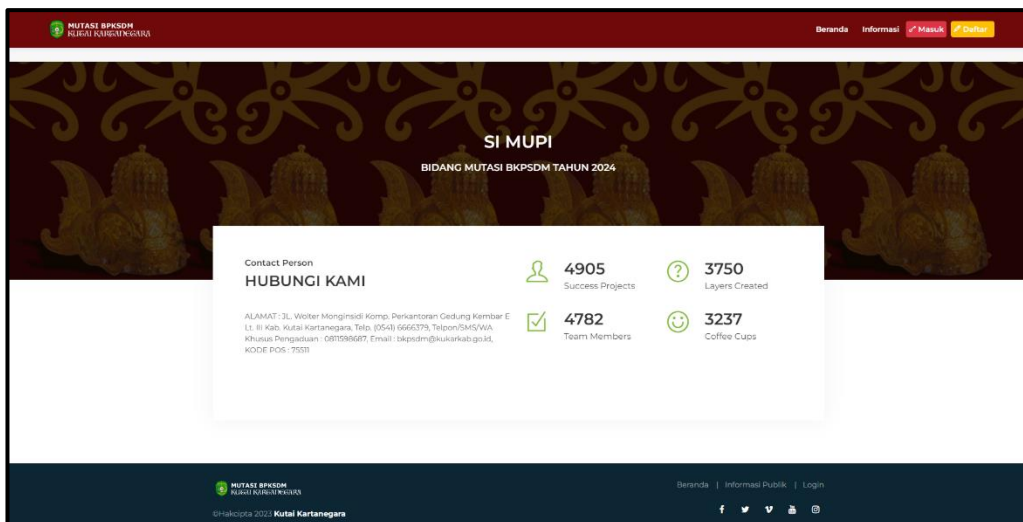 MUTASI BPKSDM
KUTAI KARTANEGARA
Beranda Informasi Masuk Daftar
SI MUPI
BIDANG MUTASI BKPSDM TAHUN 2024
Contact Person
HUBUNGI KAMI
ALAMAT : JL. Wolter Monginsidi Komp. Perkantoran Gedung Kembar E
Lt. III Kab. Kutai Kartanegara, Telp. (0541) 6666379, Telpon/SMS/WA
Khusus Pengaduan : 0811598687, Email : bkpsdm@kukarkab.go.id,
KODE POS : 75511
4905
Success Projects
3750
Layers Created
4782
Team Members
3237
Coffee Cups
MUTASI BPKSDM
KUTAI KARTANEGARA
Beranda | Informasi Publik | Login
©Hakcipta 2023 Kutai Kartanegara